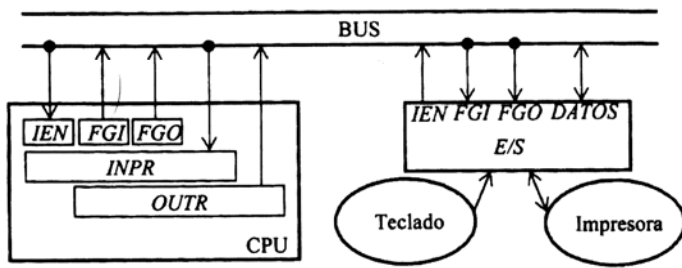 BUS
IEN FGI FGO
INPR
OUTR
CPU
IEN FGI FGO DATOS
E/S
Teclado
Impresora